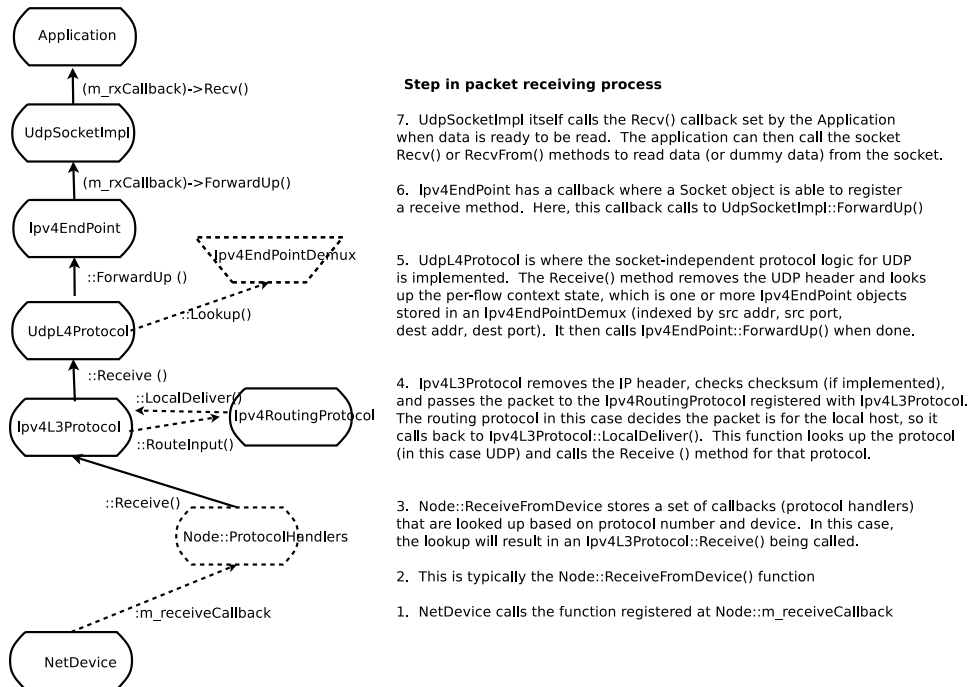 Application
(m_rxCallback)->Recv()
UdpSocketImpl
(m_rxCallback)->ForwardUp()
Ipv4EndPoint
Ipv4EndPointDemux
::ForwardUp ()
::Lookup()
UdpL4Protocol
::Receive ()
::LocalDeliver()
Ipv4L3Protocol
Ipv4RoutingProtocol
::RouteInput()
::Receive()
Node::ProtocolHandlers
:m_receiveCallback
NetDevice
Step in packet receiving process
7. UdpSocketImpl itself calls the Recv() callback set by the Application
when data is ready to be read. The application can then call the socket
Recv() or RecvFrom() methods to read data (or dummy data) from the socket.
6. Ipv4EndPoint has a callback where a Socket object is able to register
a receive method. Here, this callback calls to UdpSocketImpl::ForwardUp()
5. UdpL4Protocol is where the socket-independent protocol logic for UDP
is implemented. The Receive() method removes the UDP header and looks
up the per-flow context state, which is one or more Ipv4EndPoint objects
stored in an Ipv4EndPointDemux (indexed by src addr, src port,
dest addr, dest port). It then calls Ipv4EndPoint::ForwardUp() when done.
4. Ipv4L3Protocol removes the IP header, checks checksum (if implemented),
and passes the packet to the Ipv4RoutingProtocol registered with Ipv4L3Protocol.
The routing protocol in this case decides the packet is for the local host, so it
calls back to Ipv4L3Protocol::LocalDeliver(). This function looks up the protocol
(in this case UDP) and calls the Receive () method for that protocol.
3. Node::ReceiveFromDevice stores a set of callbacks (protocol handlers)
that are looked up based on protocol number and device. In this case,
the lookup will result in an Ipv4L3Protocol::Receive() being called.
2. This is typically the Node::ReceiveFromDevice() function
1. NetDevice calls the function registered at Node::m_receiveCallback